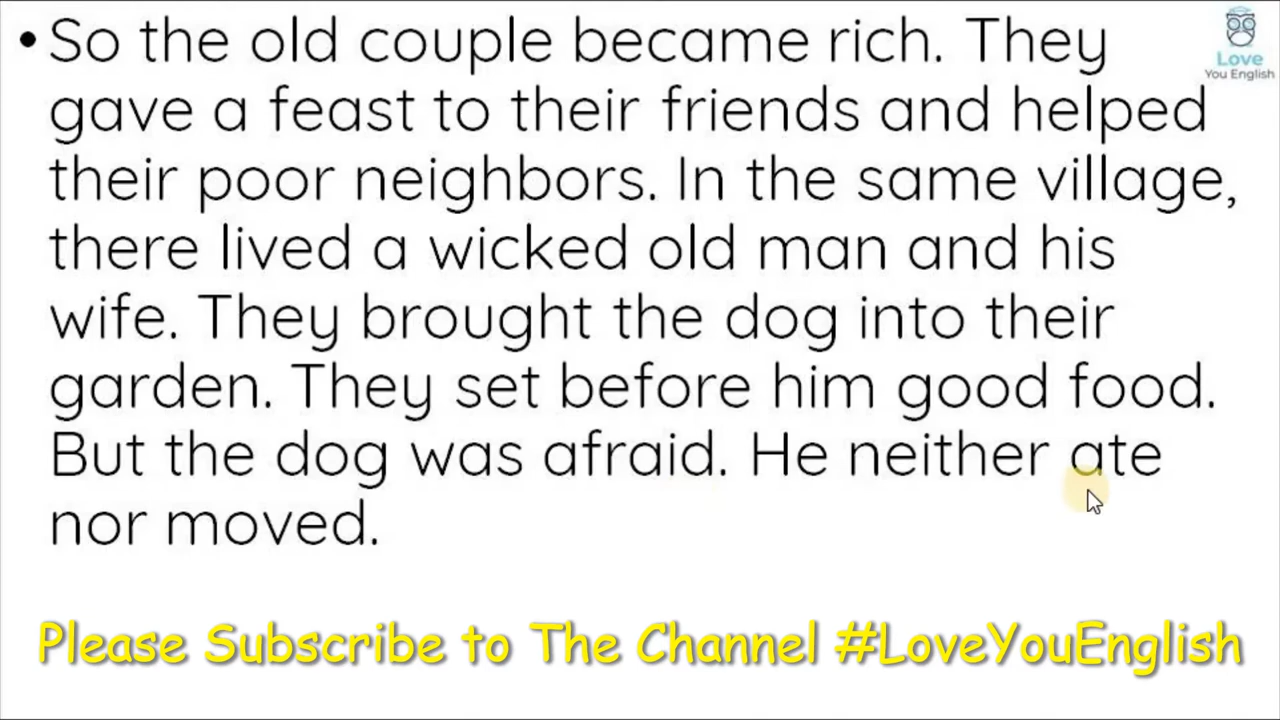 • So the old couple became rich. They
gave a feast to their friends and helped
their poor neighbors. In the same village,
there lived a wicked old man and his
wife. They brought the dog into their
garden. They set before him good food.
But the dog was afraid. He neither ate
nor moved.
Love
You English
Please Subscribe to The Channel #LoveYouEnglish